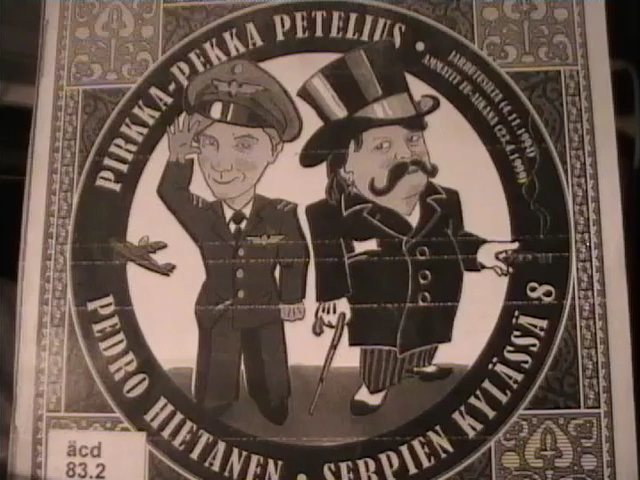 PIRKKA-PEKKA PETELIUS •
PEDRO HIETANEN • SERPIEN KYLÄSSÄ 8
äcd
83.2